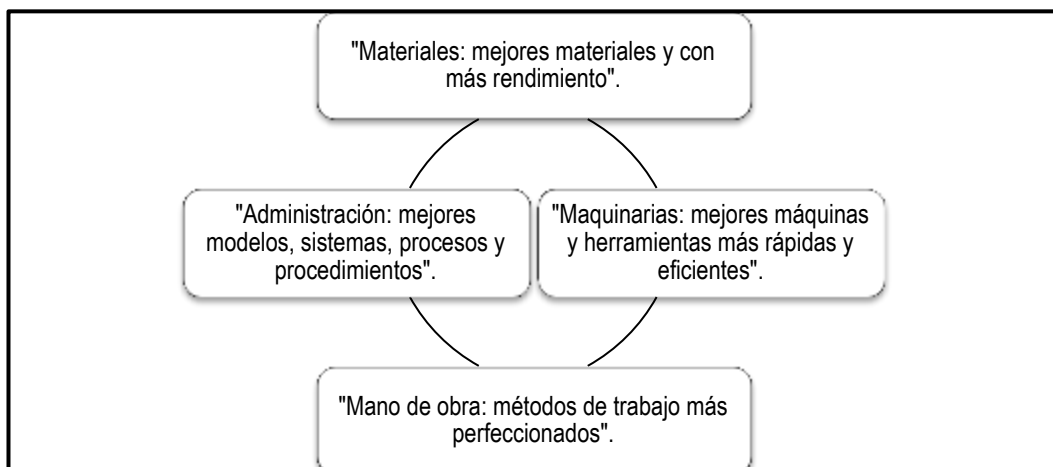 "Materiales: mejores materiales y con
más rendimiento".
"Administración: mejores
modelos, sistemas, procesos y
procedimientos".
"Maquinarias: mejores máquinas
y herramientas más rápidas y
eficientes".
"Mano de obra: métodos de trabajo más
perfeccionados".